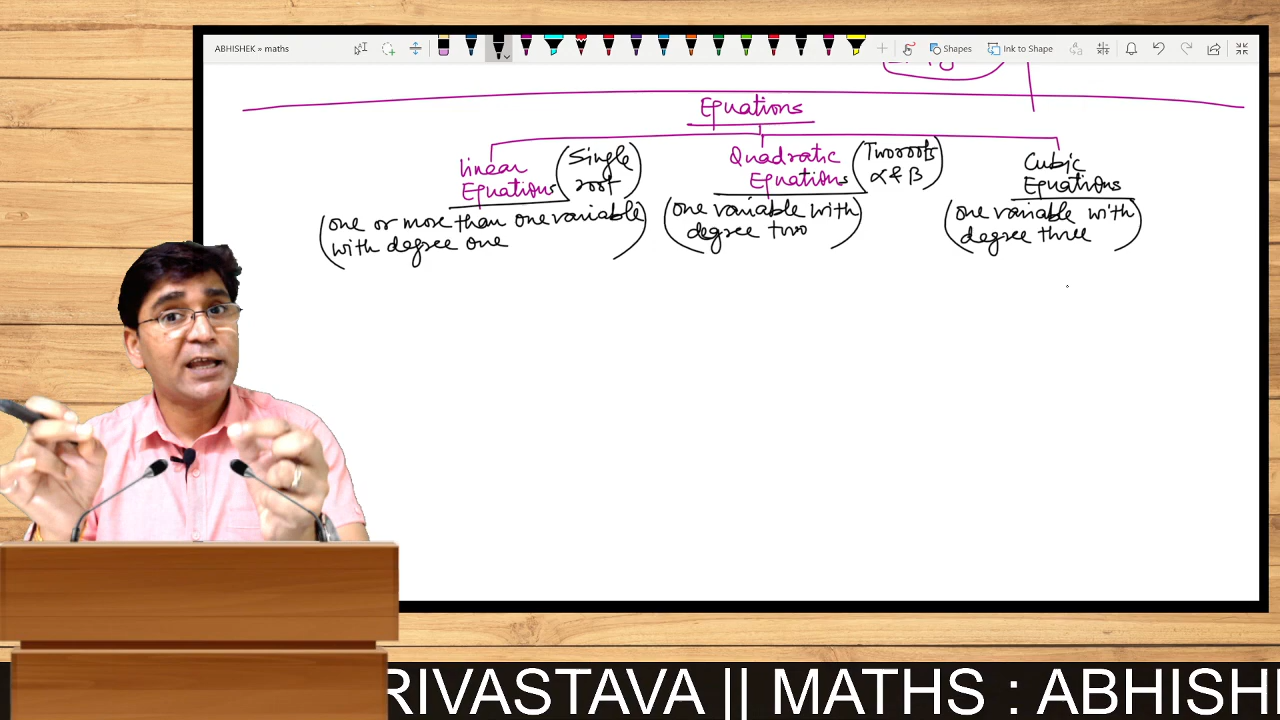 ABHISHEK » maths
Shapes
Ink to Shape
Equations
Linear
Equations
(Single
root)
(one or more than one variable
with degree one)
Quadratic
Equations
(Two roots
α & β)
(one variable with
degree two)
Cubic
Equations
(one variable with
degree three)
RIVASTAVA || MATHS : ABHISH